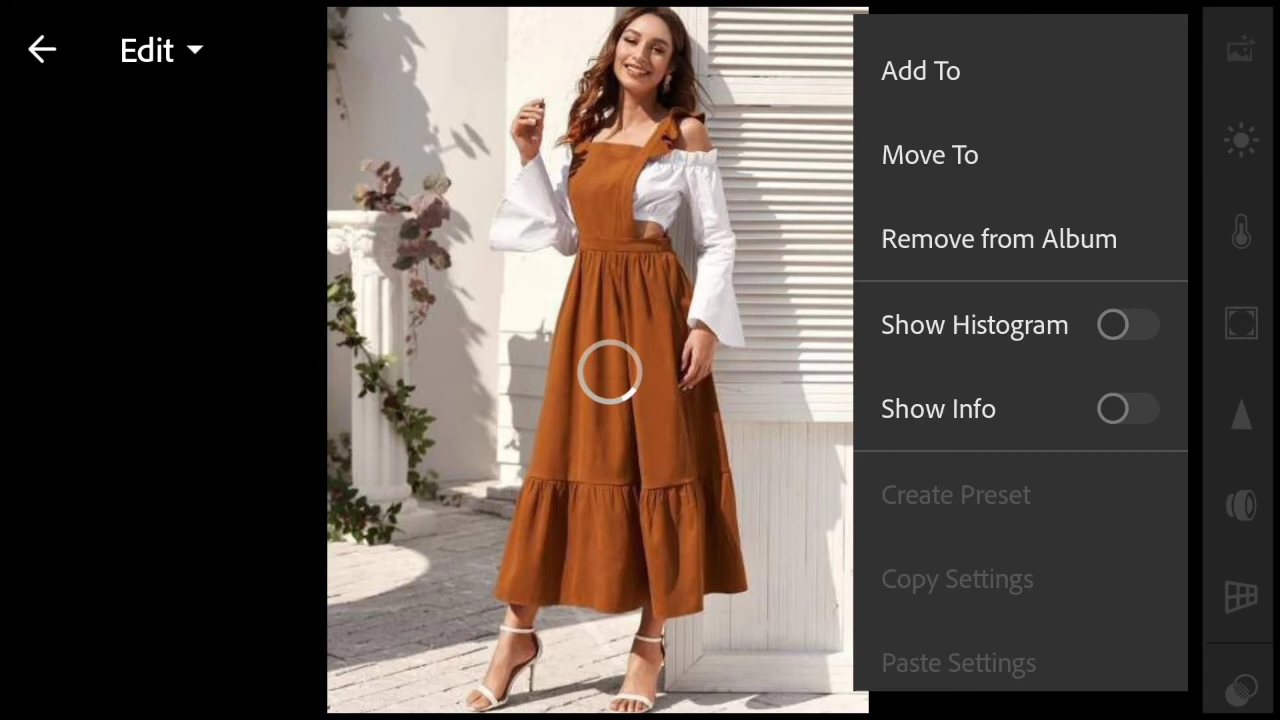 Edit
Add To
Move To
Remove from Album
Show Histogram
Show Info
Create Preset
Copy Settings
Paste Settings